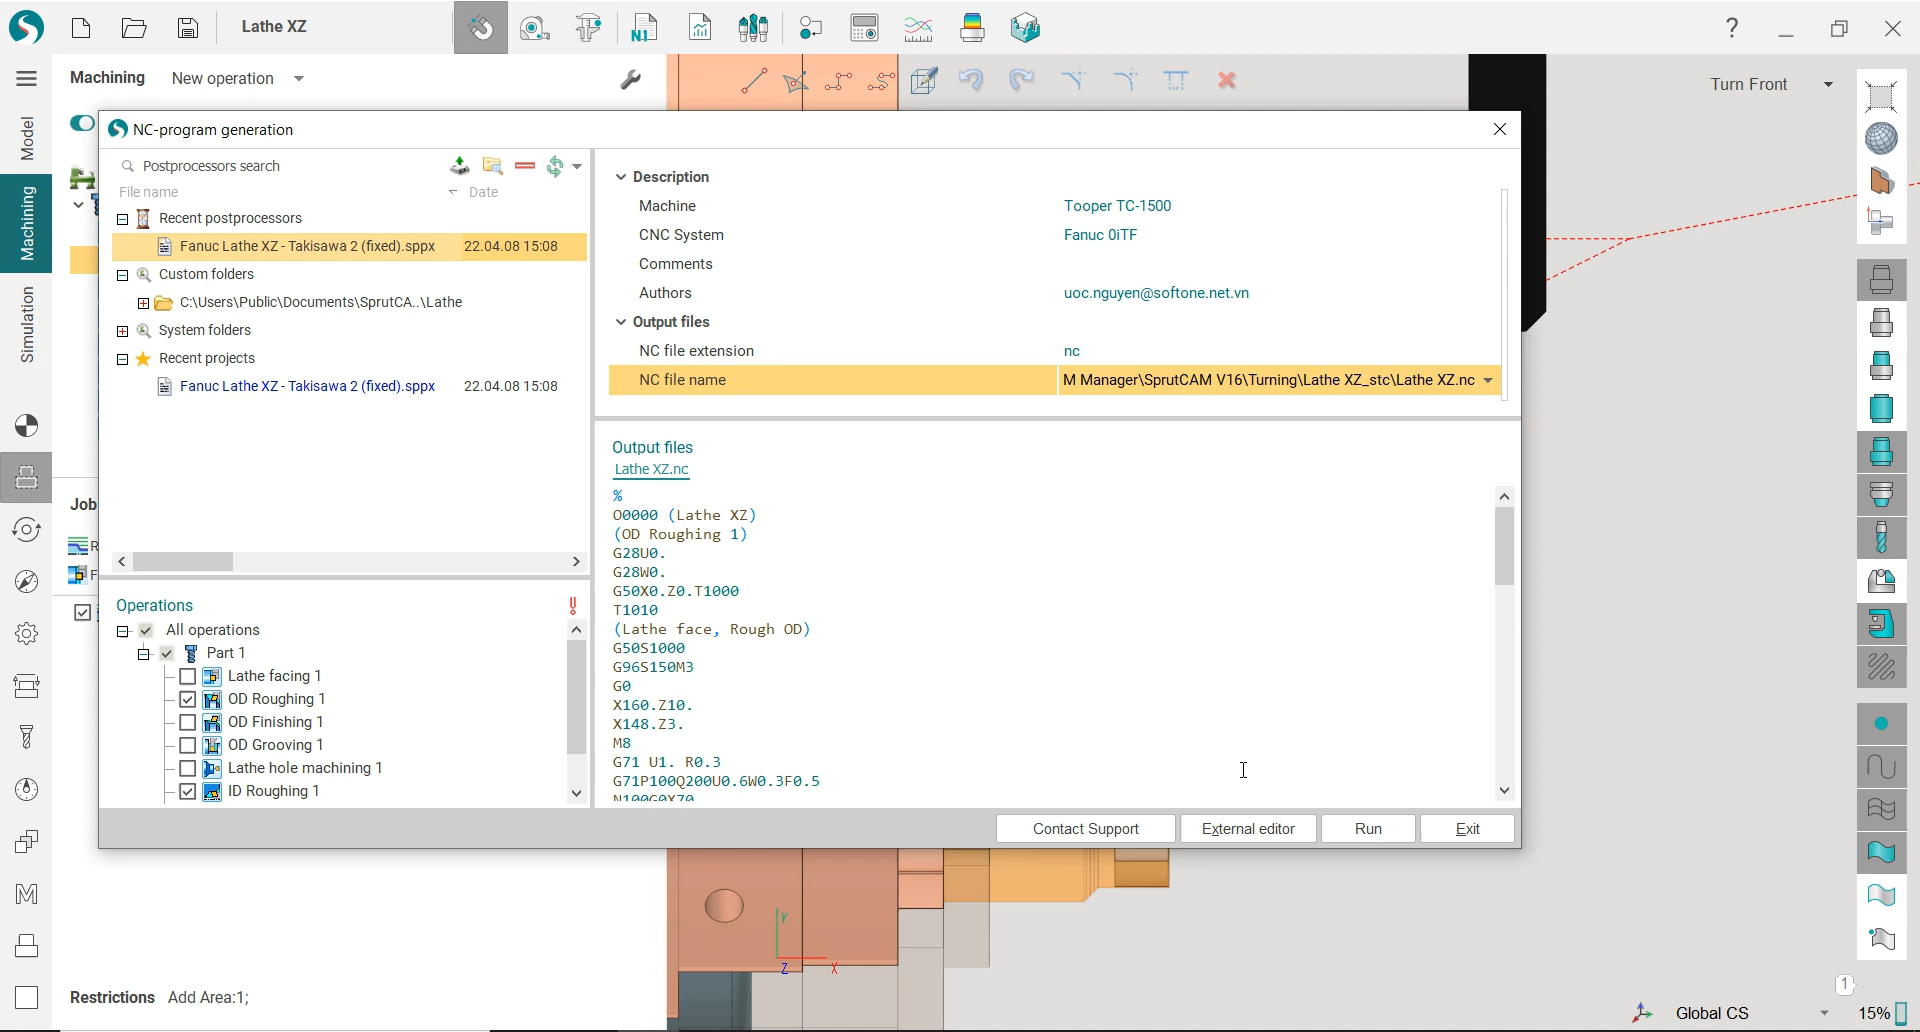 Lathe XZ
N1
?
Machining
New operation
Turn Front
Model
Machining
Simulation
NC-program generation
Postprocessors search
File name
Date
Recent postprocessors
Fanuc Lathe XZ - Takisawa 2 (fixed).sppx 22.04.08 15:08
Custom folders
C:\Users\Public\Documents\SprutCA..\Lathe
System folders
Recent projects
Fanuc Lathe XZ - Takisawa 2 (fixed).sppx 22.04.08 15:08
Description
Machine Tooper TC-1500
CNC System Fanuc 0iTF
Comments
Authors uoc.nguyen@softone.net.vn
Output files
NC file extension nc
NC file name M Manager\SprutCAM V16\Turning\Lathe XZ_stc\Lathe XZ.nc
Output files
Lathe XZ.nc
%
O0000 (Lathe XZ)
(OD Roughing 1)
G28U0.
G28W0.
G50X0.Z0.T1000
T1010
(Lathe face, Rough OD)
G50S1000
G96S150M3
G0
X160.Z10.
X148.Z3.
M8
G71 U1. R0.3
G71P100Q200U0.6W0.3F0.5
N100G0X70
Job
R
F
Operations
All operations
Part 1
Lathe facing 1
OD Roughing 1
OD Finishing 1
OD Grooving 1
Lathe hole machining 1
ID Roughing 1
Contact Support
External editor
Run
Exit
M
Y
Z
X
Restrictions Add Area:1;
1
Global CS
15%